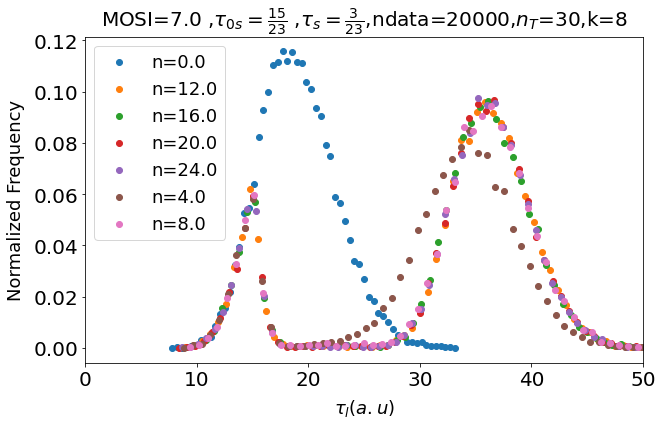 MOSI=7.0 ,τ0s = 15/23 ,τs = 3/23,ndata=20000,nT=30,k=8
Normalized Frequency
0.12
0.10
0.08
0.06
0.04
0.02
0.00
n=0.0
n=12.0
n=16.0
n=20.0
n=24.0
n=4.0
n=8.0
0 10 20 30 40 50
τI(a. u)